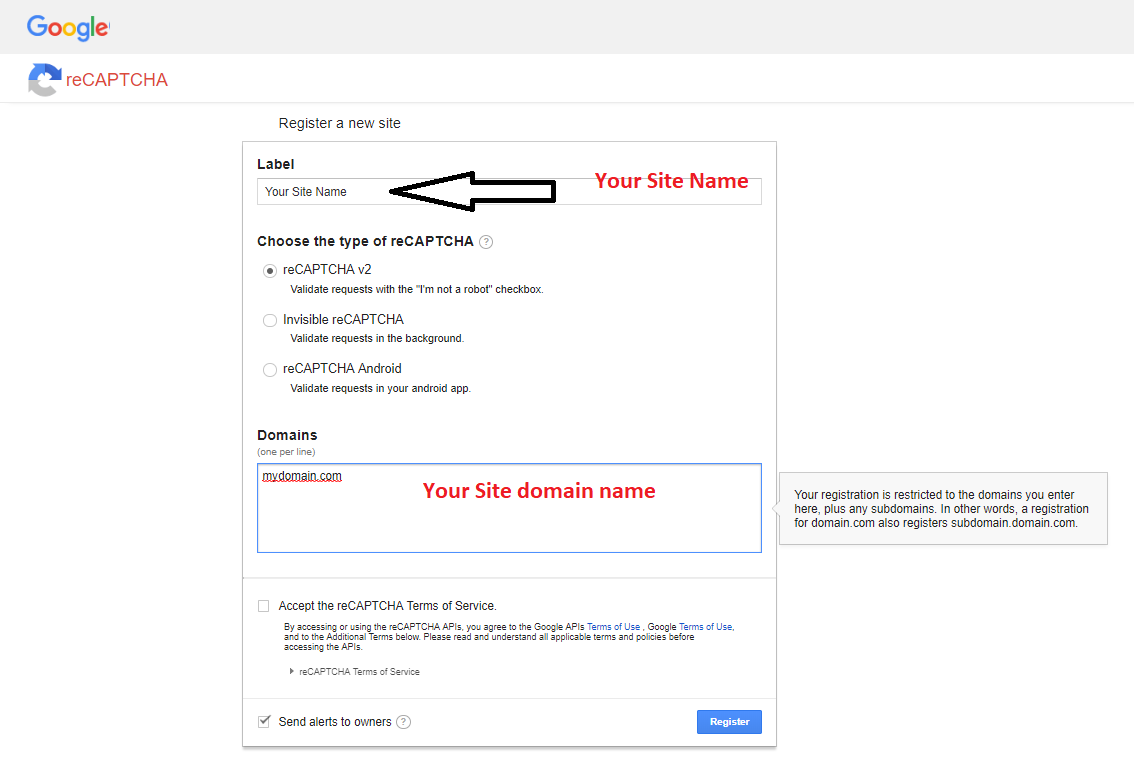 Google
reCAPTCHA
Register a new site
Label
Your Site Name
Your Site Name
Choose the type of reCAPTCHA ?
reCAPTCHA v2
Validate requests with the "I'm not a robot" checkbox.
Invisible reCAPTCHA
Validate requests in the background.
reCAPTCHA Android
Validate requests in your android app.
Domains
(one per line)
mydomain.com
Your Site domain name
Your registration is restricted to the domains you enter
here, plus any subdomains. In other words, a registration
for domain.com also registers subdomain.domain.com.
Accept the reCAPTCHA Terms of Service.
By accessing or using the reCAPTCHA APIs, you agree to the Google APIs Terms of Use , Google Terms of Use,
and to the Additional Terms below. Please read and understand all applicable terms and policies before
accessing the APIs.
reCAPTCHA Terms of Service
Send alerts to owners ?
Register